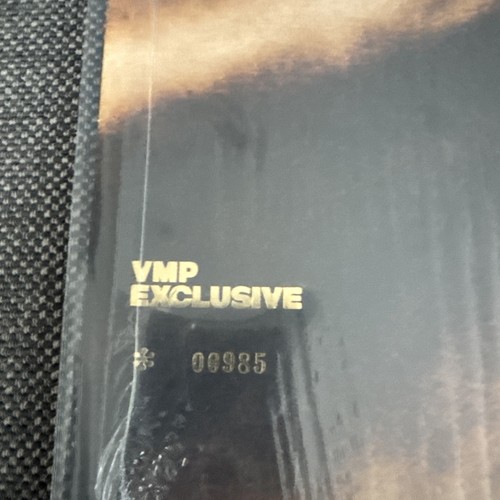 VMP
EXCLUSIVE
* 00985